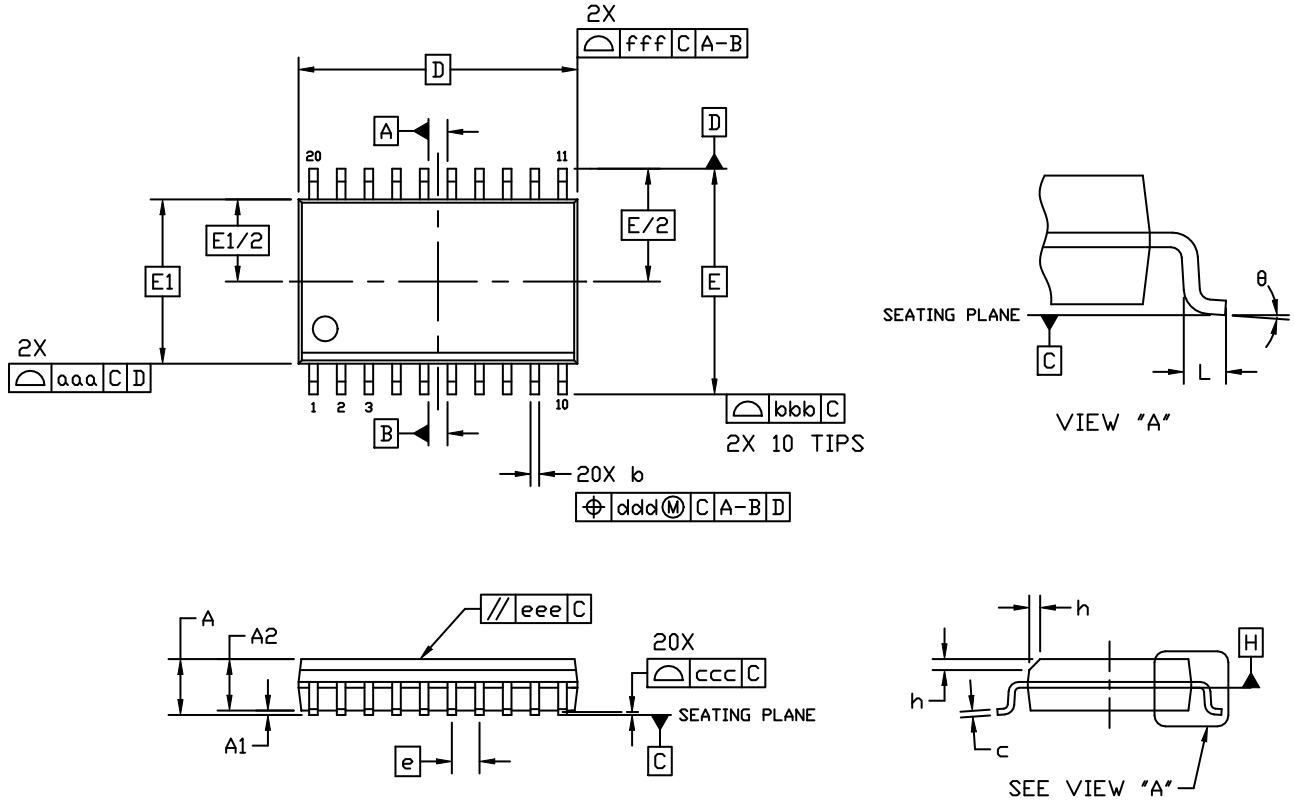 2X
fff C A-B
D
A
D
20
11
E1/2
E/2
E1
E
2X
aaa C D
1 2 3
10
B
bbb C
2X 10 TIPS
20X b
ddd M C A-B D
θ
SEATING PLANE
C
L
VIEW "A"
A
A2
A1
eee C
20X
ccc C
SEATING PLANE
C
e
h
h
H
c
SEE VIEW "A"